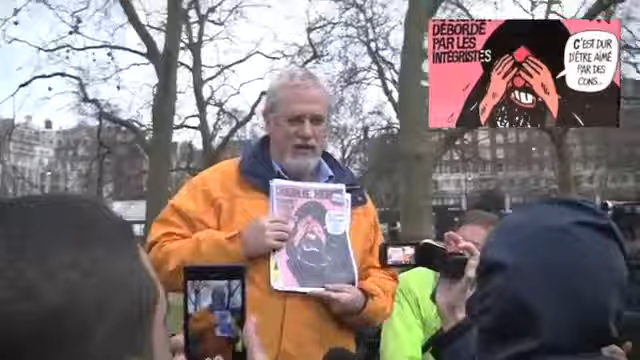 DÉBORDÉ
PAR LES
INTÉGRISTES
C'EST DUR
D'ÊTRE AIMÉ
PAR DES
CONS...